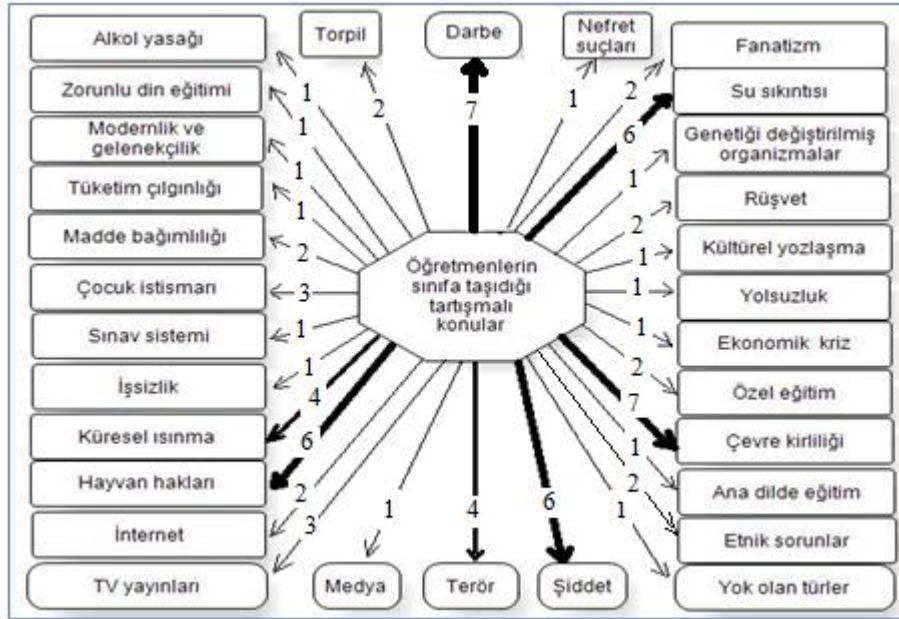 Alkol yasağı
Zorunlu din eğitimi
Modernlik ve
gelenekçilik
Tüketim çılgınlığı
Madde bağımlılığı
Çocuk istismarı
Sınav sistemi
İşsizlik
Küresel ısınma
Hayvan hakları
İnternet
TV yayınları
Torpil
Darbe
Nefret
suçları
1
1
1
1
2
3
1
1
4
6
2
3
2
7
1
Öğretmenlerin
sınıfa taşıdığı
tartışmalı
konular
1
4
6
Medya
Terör
Şiddet
2
6
1
2
1
1
1
2
7
1
2
1
Fanatizm
Su sıkıntısı
Genetiği değiştirilmiş
organizmalar
Rüşvet
Kültürel yozlaşma
Yolsuzluk
Ekonomik kriz
Özel eğitim
Çevre kirliliği
Ana dilde eğitim
Etnik sorunlar
Yok olan türler